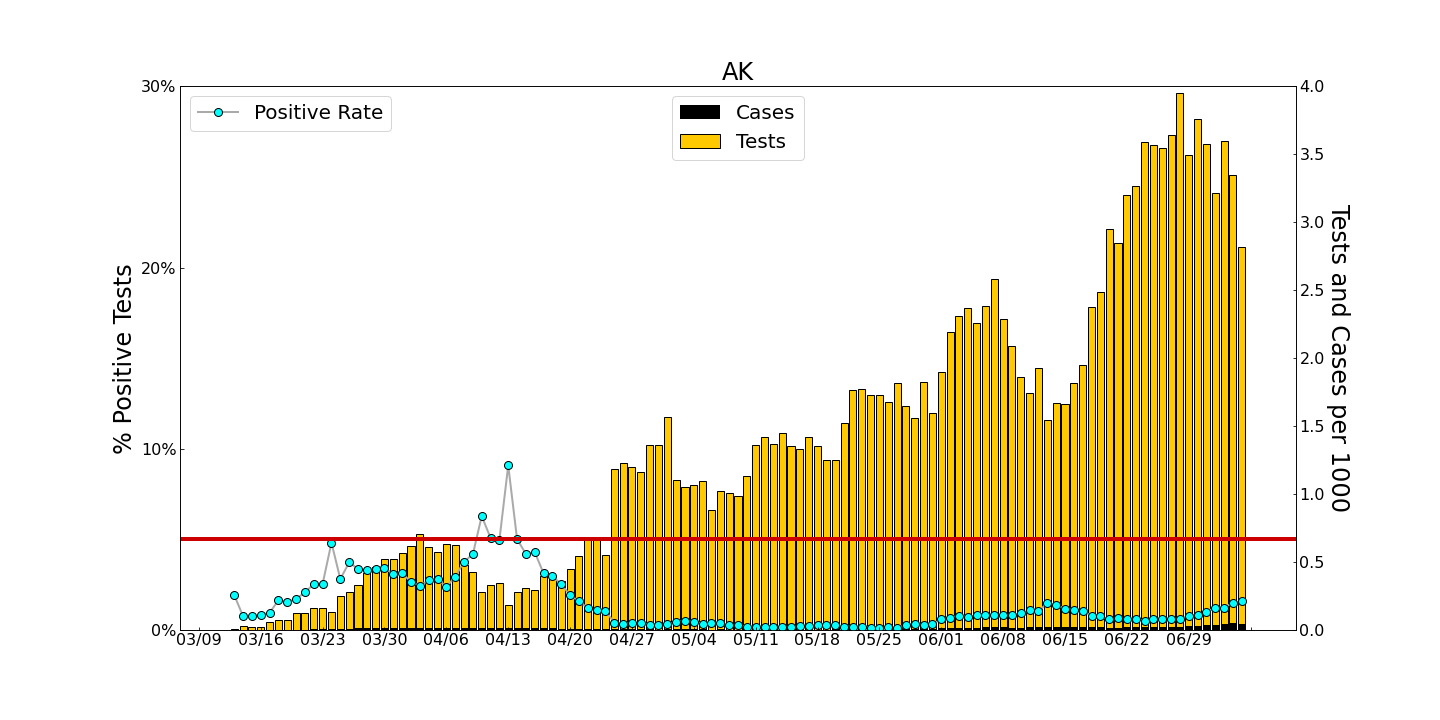 AK
30%
20%
10%
0%
% Positive Tests
Positive Rate
Cases
Tests
4.0
3.5
3.0
2.5
2.0
1.5
1.0
0.5
0.0
Tests and Cases per 1000
03/09 03/16 03/23 03/30 04/06 04/13 04/20 04/27 05/04 05/11 05/18 05/25 06/01 06/08 06/15 06/22 06/29